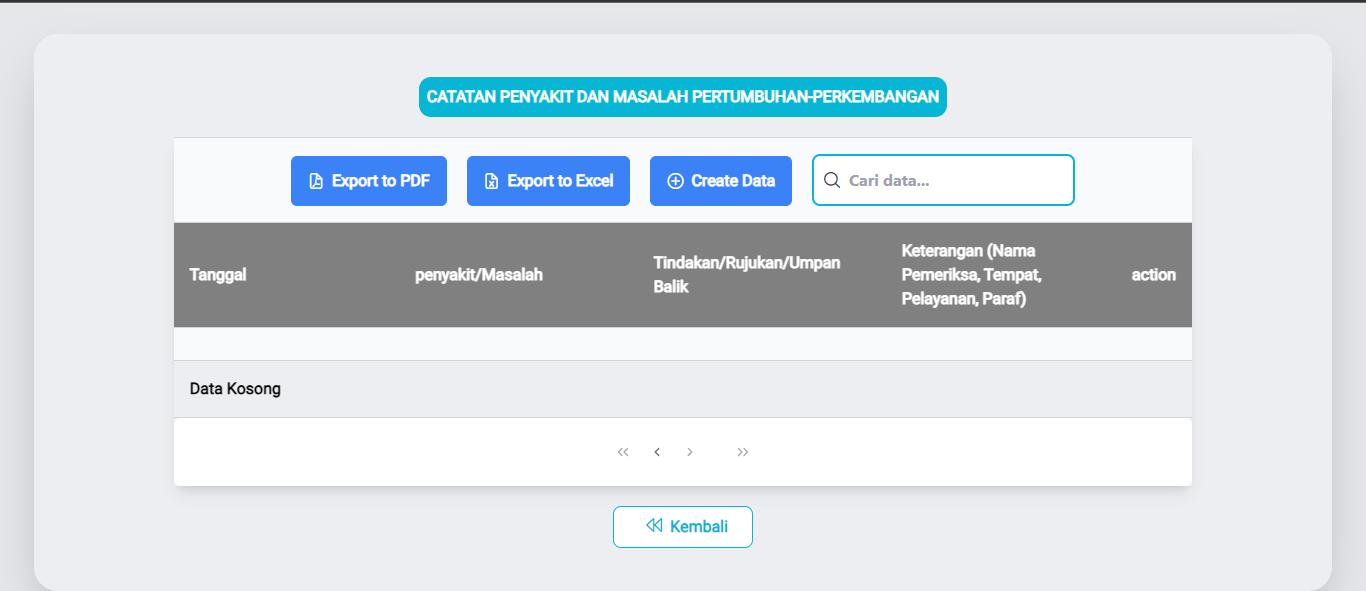 CATATAN PENYAKIT DAN MASALAH PERTUMBUHAN-PERKEMBANGAN
Export to PDF
Export to Excel
Create Data
Cari data...
Tanggal
penyakit/Masalah
Tindakan/Rujukan/Umpan
Balik
Keterangan (Nama
Pemeriksa, Tempat,
Pelayanan, Paraf)
action
Data Kosong
Kembali